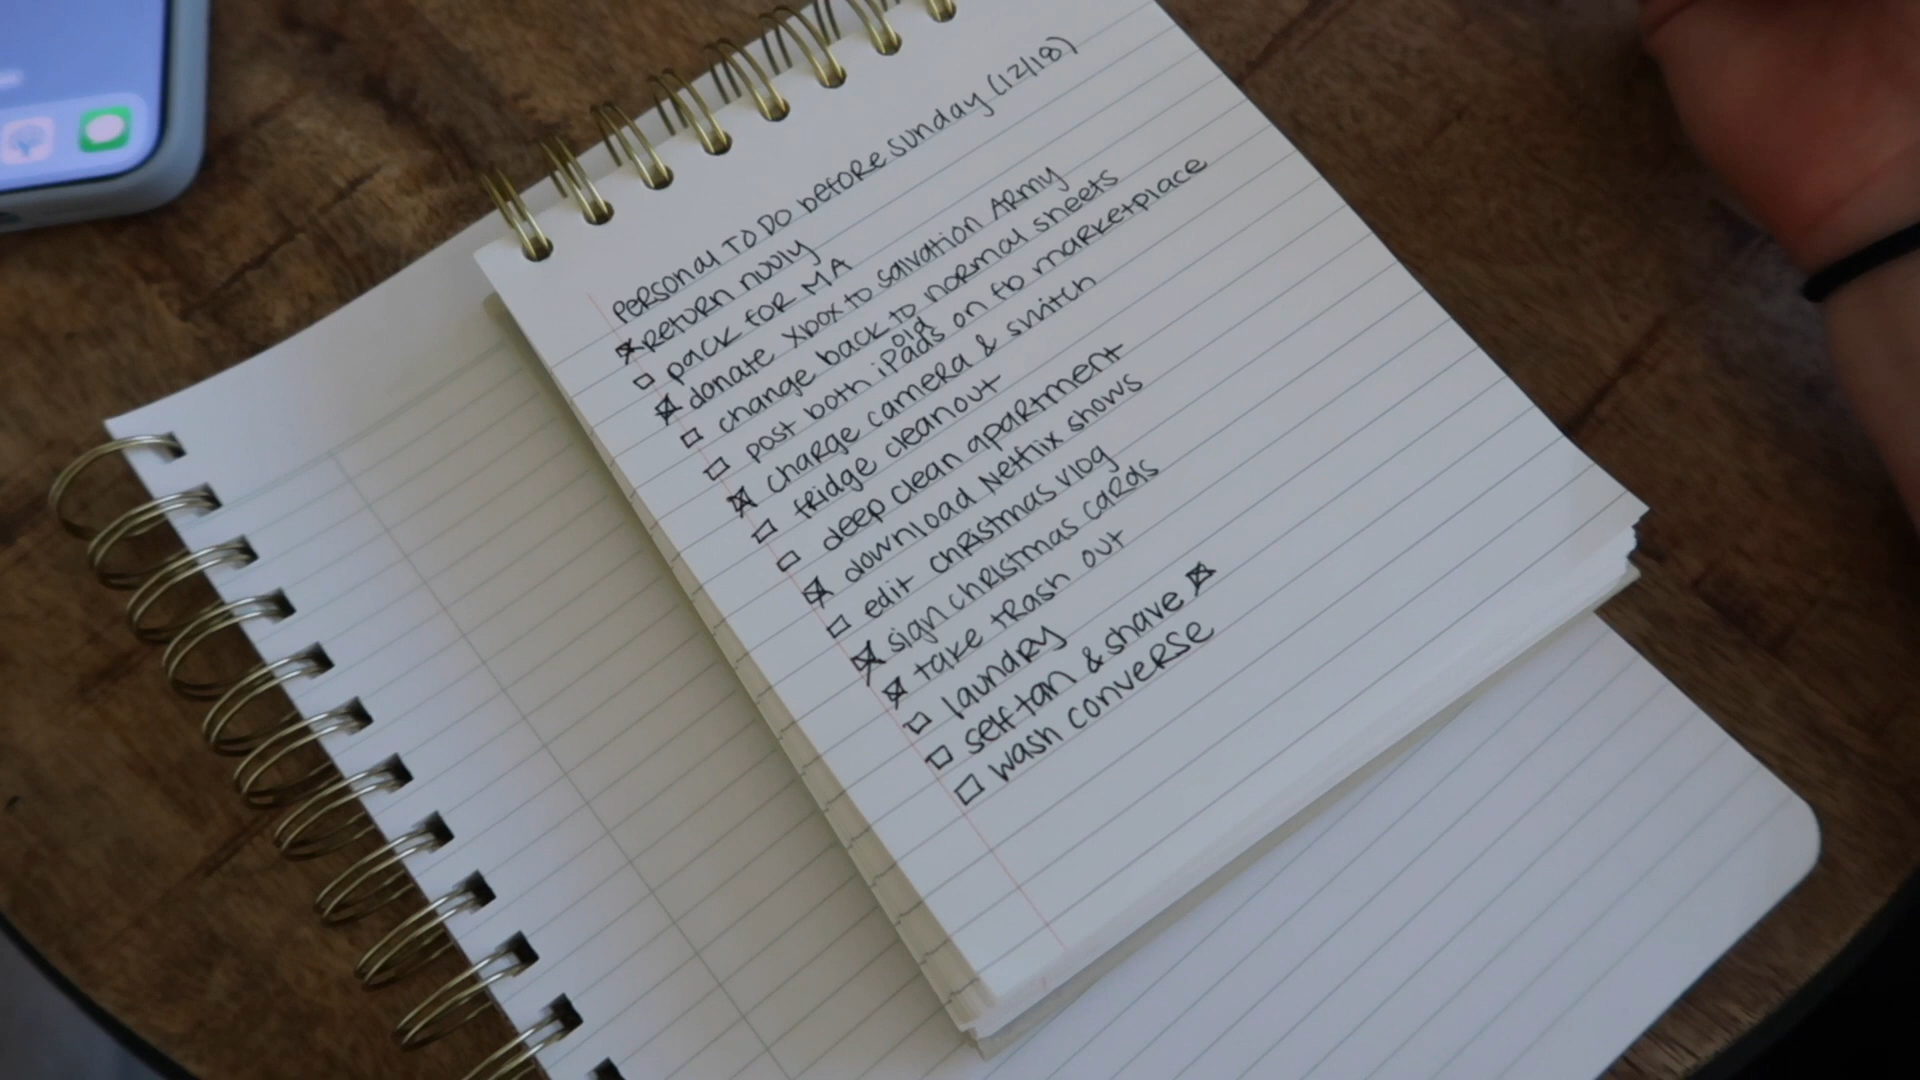 PERSONAL TO DO before sunday (12/18)
☒ RETURN nuuly
☐ pack for MA
☒ donate Xbox to Salvation ARMY
☐ change back to normal sheets
☐ post both old iPads on fb marketplace
☒ charge camera & switch
☐ fridge cleanout
☐ deep clean apartment
☒ download Netflix shows
☐ edit christmas vlog
☒ sign christmas cards
☒ take trash out
☐ laundry
☐ self tan & shave ☒
☐ wash converse